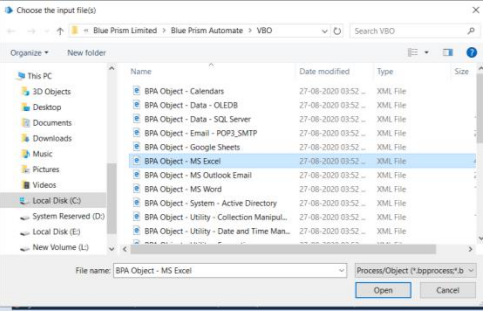 Choose the input file(s)
« Blue Prism Limited › Blue Prism Automate › VBO
Search VBO
Organize
New folder
Name
Date modified
Type
Size
This PC
3D Objects
Desktop
Documents
Downloads
Music
Pictures
Videos
Local Disk (C:)
System Reserved (D:)
Local Disk (E:)
New Volume (L:)
BPA Object - Calendars 27-08-2020 03:52 ... XML File
BPA Object - Data - OLEDB 27-08-2020 03:52 ... XML File
BPA Object - Data - SQL Server 27-08-2020 03:52 ... XML File
BPA Object - Email - POP3_SMTP 27-08-2020 03:52 ... XML File
BPA Object - Google Sheets 27-08-2020 03:52 ... XML File
BPA Object - MS Excel 27-08-2020 03:52 ... XML File
BPA Object - MS Outlook Email 27-08-2020 03:52 ... XML File
BPA Object - MS Word 27-08-2020 03:52 ... XML File
BPA Object - System - Active Directory 27-08-2020 03:52 ... XML File
BPA Object - Utility - Collection Manipul... 27-08-2020 03:52 ... XML File
BPA Object - Utility - Date and Time Man... 27-08-2020 03:52 ... XML File
File name: BPA Object - MS Excel
Process/Object (*.bpprocess;*.b
Open
Cancel